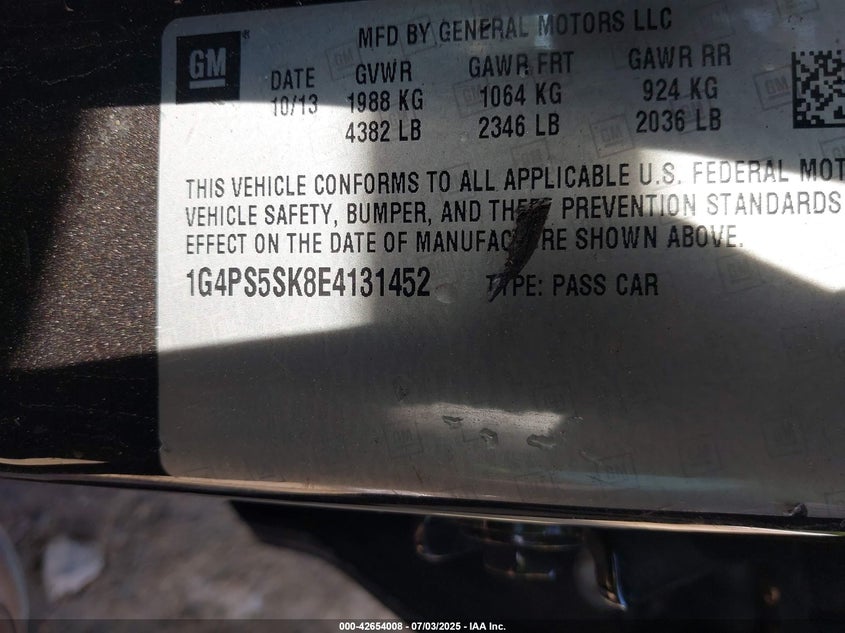 MFD BY GENERAL MOTORS LLC
GM ®
DATE GVWR GAWR FRT GAWR RR
10/13 1988 KG 1064 KG 924 KG
4382 LB 2346 LB 2036 LB
THIS VEHICLE CONFORMS TO ALL APPLICABLE U.S. FEDERAL MOT
VEHICLE SAFETY, BUMPER, AND THEFT PREVENTION STANDARDS
EFFECT ON THE DATE OF MANUFACTURE SHOWN ABOVE.
1G4PS5SK8E4131452 TYPE: PASS CAR
000-42654008 - 07/03/2025 - IAA Inc.